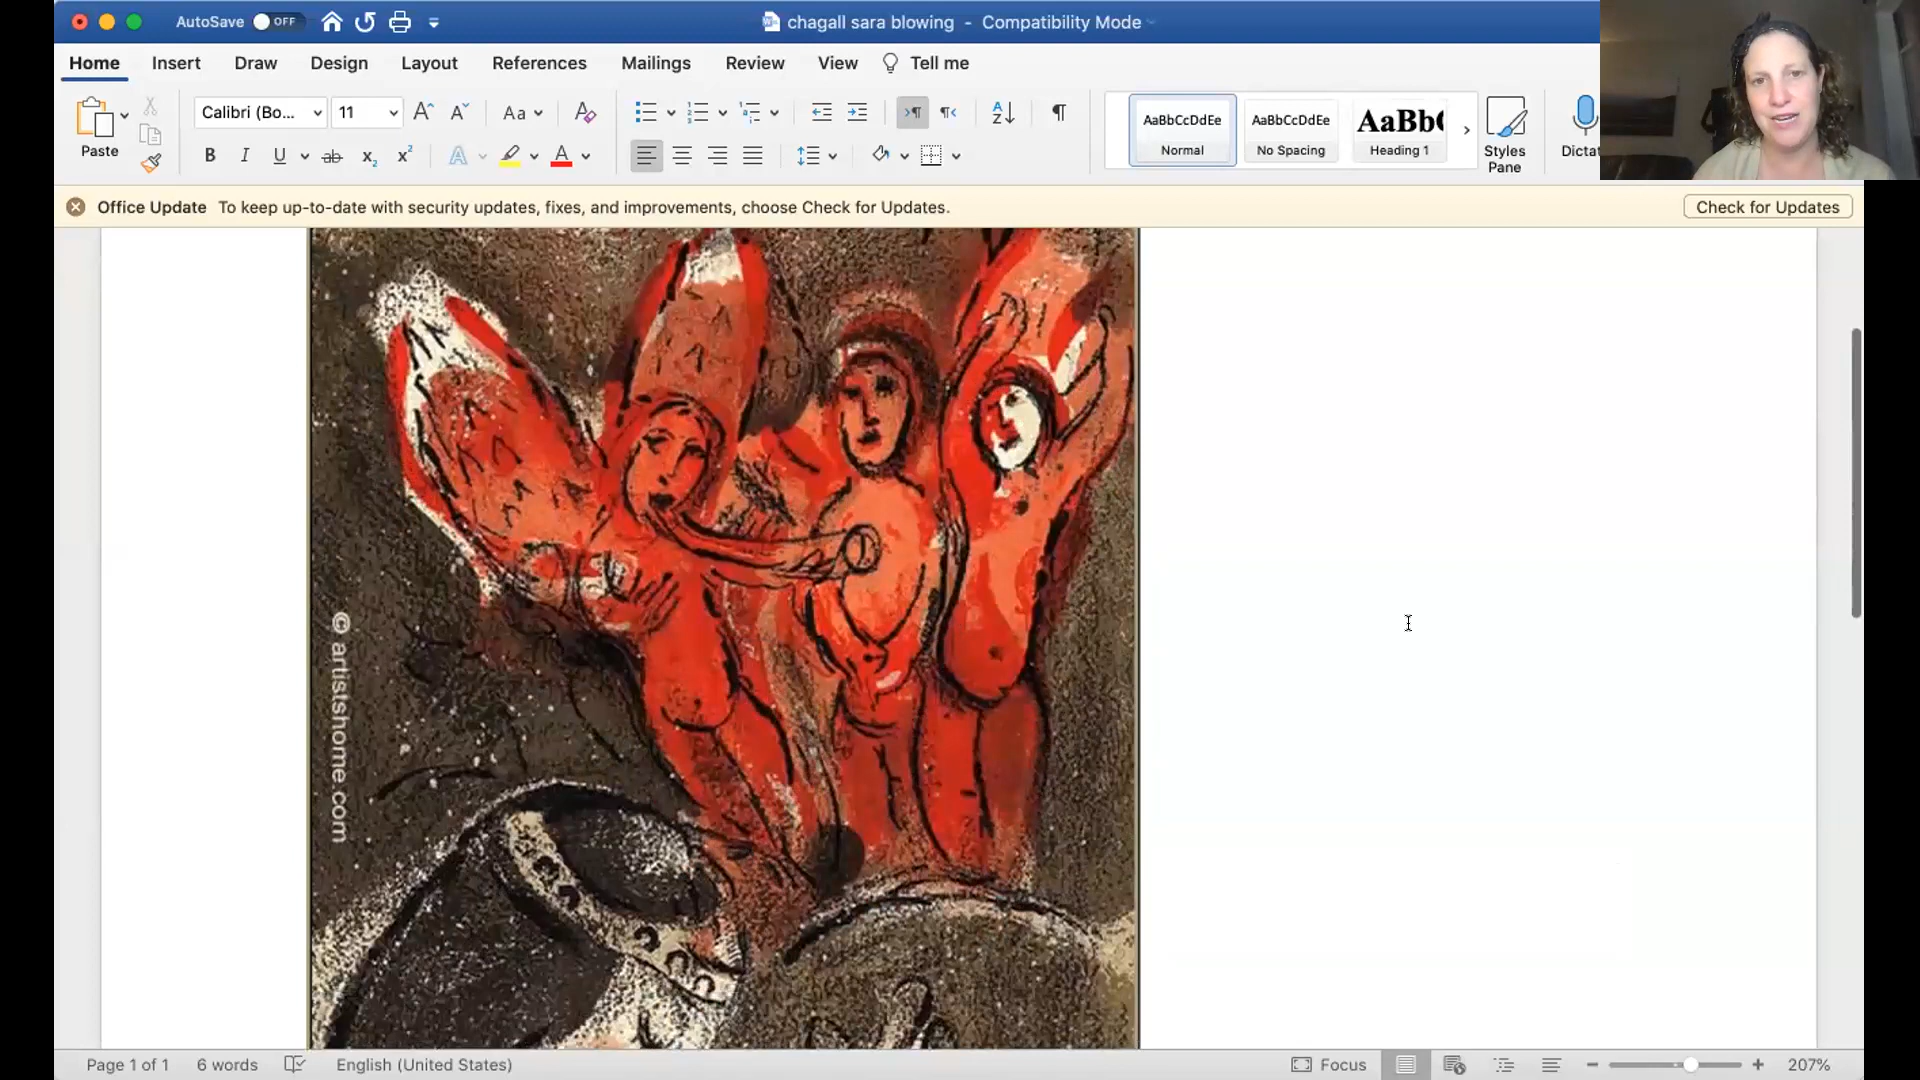 AutoSave OFF
chagall sara blowing - Compatibility Mode
Home Insert Draw Design Layout References Mailings Review View Tell me
Paste
Calibri (Bo... 11
Aa
B I U ab x₂ x² A A
AaBbCcDdEe
Normal
AaBbCcDdEe
No Spacing
AaBb
Heading 1
Styles
Pane
Dictat
Office Update To keep up-to-date with security updates, fixes, and improvements, choose Check for Updates.
Check for Updates
© artistshome.com
Page 1 of 1 6 words English (United States) Focus 207%